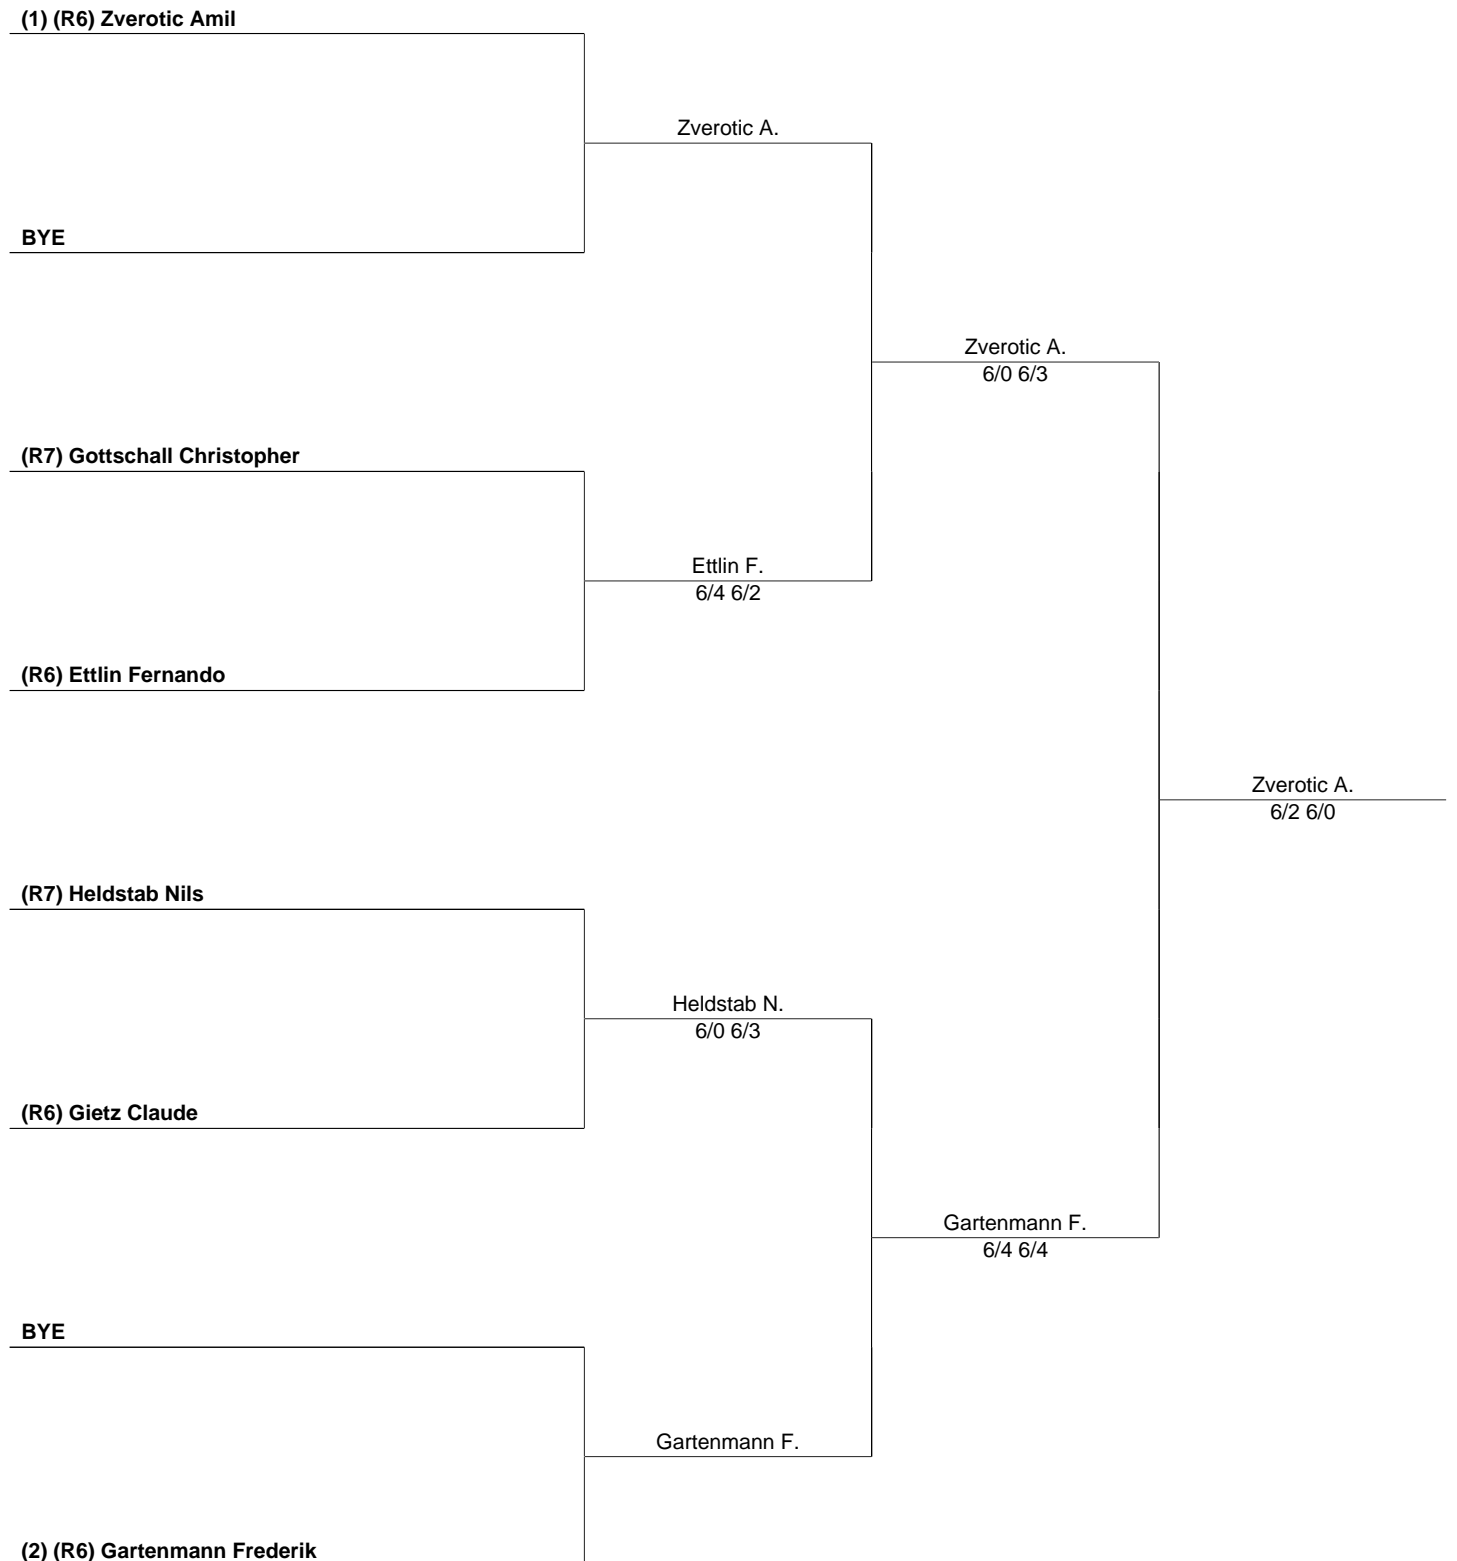 (1) (R6) Zverotic Amil
Zverotic A.
BYE
Zverotic A.
6/0 6/3
(R7) Gottschall Christopher
Ettlin F.
6/4 6/2
(R6) Ettlin Fernando
Zverotic A.
6/2 6/0
(R7) Heldstab Nils
Heldstab N.
6/0 6/3
(R6) Gietz Claude
Gartenmann F.
6/4 6/4
BYE
Gartenmann F.
(2) (R6) Gartenmann Frederik